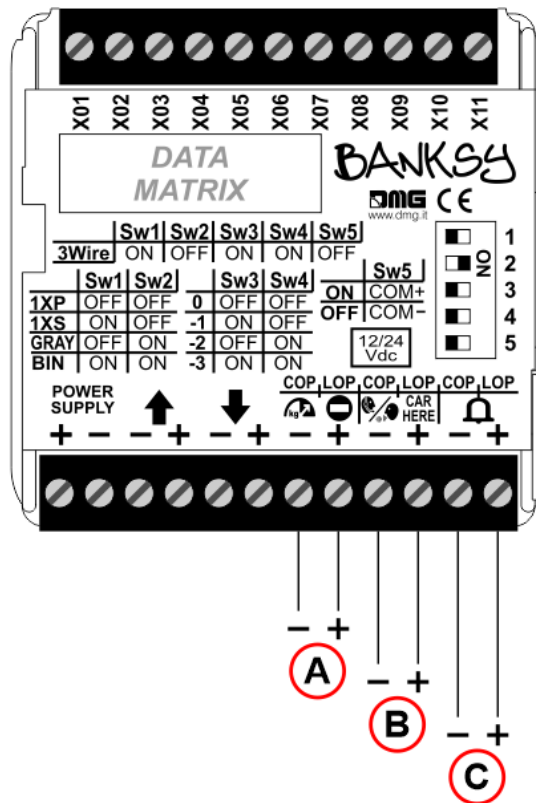 X01 X02 X03 X04 X05 X06 X07 X08 X09 X10 X11
DATA
MATRIX
BANKSY
DMG CE
www.dmg.it
Sw1 Sw2 Sw3 Sw4 Sw5
3Wire ON OFF ON ON OFF
Sw1 Sw2
1XP OFF OFF
1XS ON OFF
GRAY OFF ON
BIN ON ON
Sw3 Sw4
0 OFF OFF
-1 ON OFF
-2 OFF ON
-3 ON ON
Sw5
ON COM+
OFF COM−
12/24
Vdc
1
2
3
4
5
NO
POWER
SUPPLY
COP LOP COP LOP COP LOP
kg
CAR
HERE
+ − − + − + − + − + − +
− +
A
− +
B
− +
C